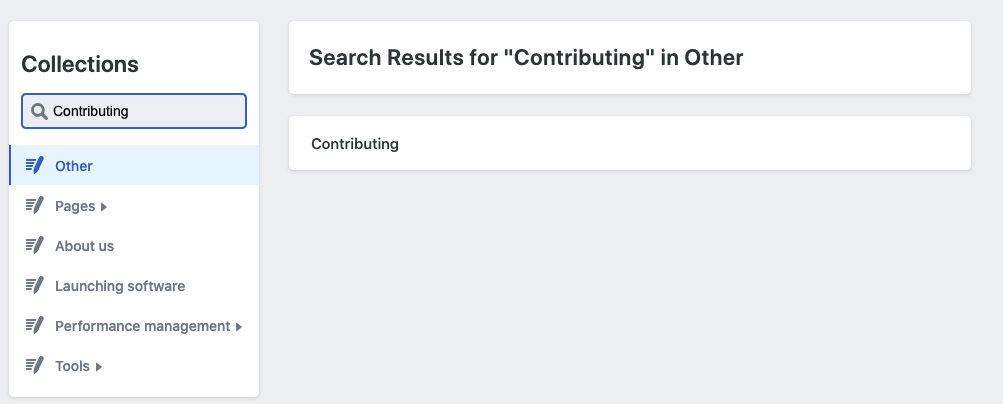 Collections
Contributing
Other
Pages
About us
Launching software
Performance management
Tools
Search Results for "Contributing" in Other
Contributing